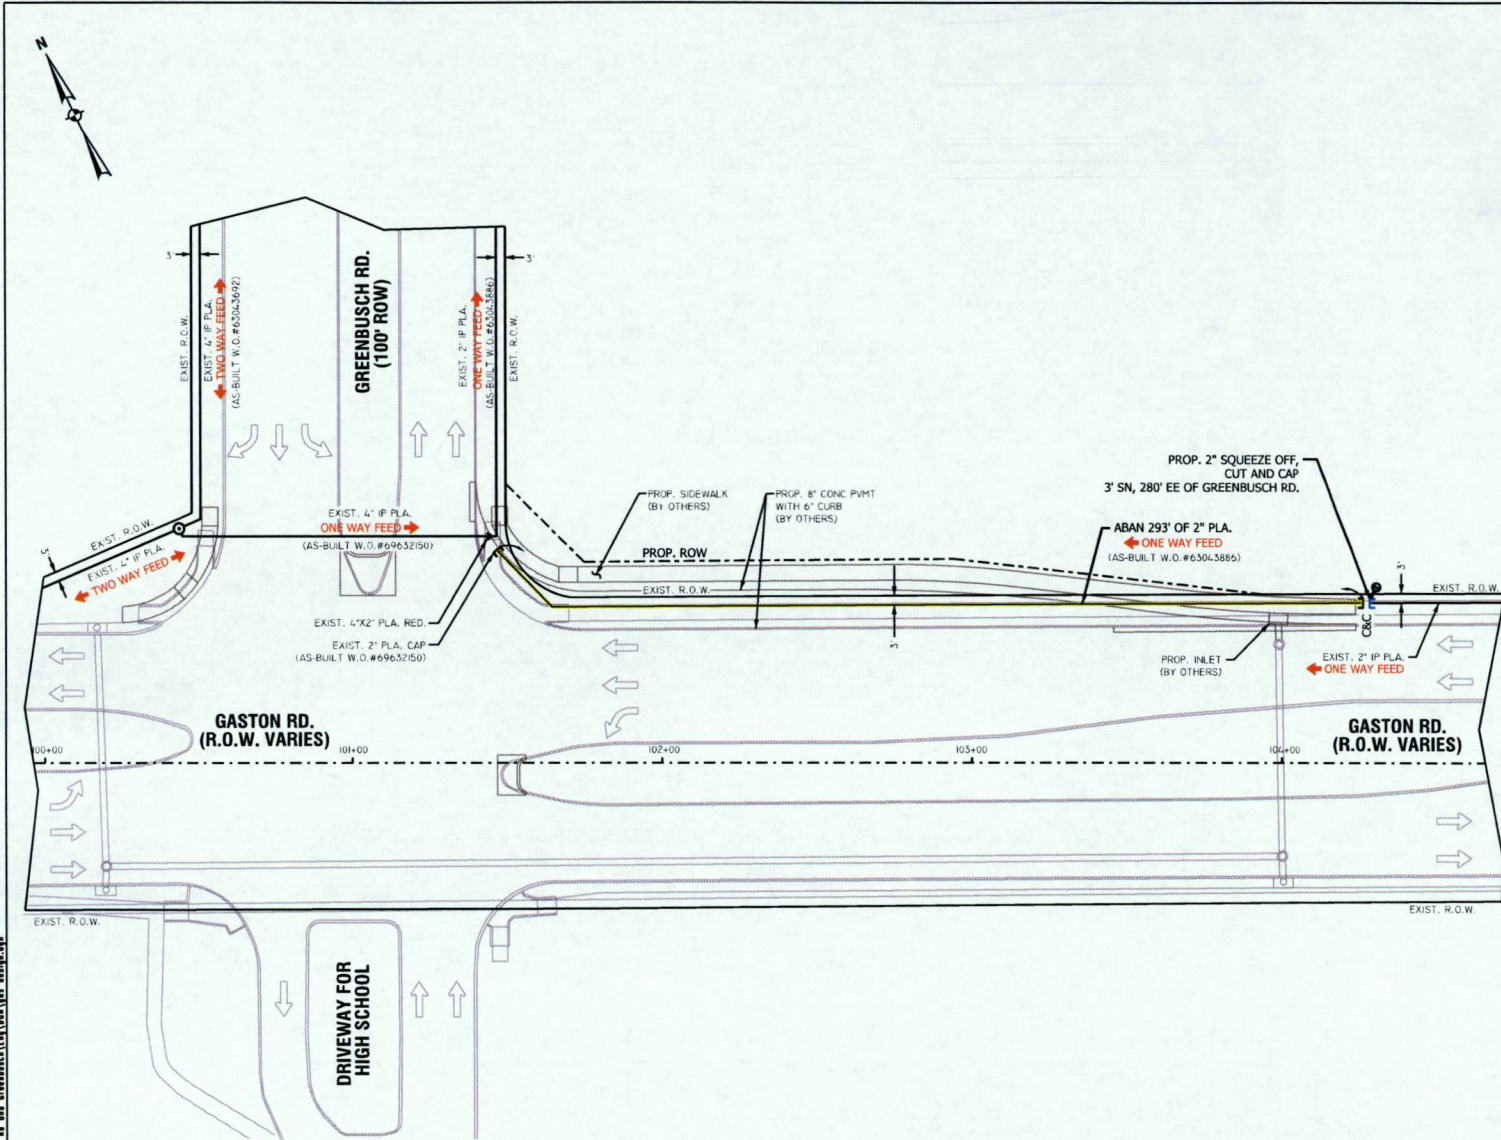 N
3'
3'
EXIST. R.O.W.
EXIST. 4" IP PLA.
TWO WAY FEED
(AS-BUILT W.O.#63043692)
GREENBUSCH RD.
(100' ROW)
EXIST. 2" IP PLA.
ONE WAY FEED
(AS-BUILT W.O.#63043886)
EXIST. R.O.W.
PROP. 2" SQUEEZE OFF,
CUT AND CAP
3' SN, 280' EE OF GREENBUSCH RD.
PROP. SIDEWALK
(BY OTHERS)
PROP. 8" CONC PVMT
WITH 6" CURB
(BY OTHERS)
EXIST. 4" IP PLA.
ONE WAY FEED
(AS-BUILT W.O.#69632150)
ABAN 293' OF 2" PLA.
ONE WAY FEED
(AS-BUILT W.O.#63043886)
EXIST. R.O.W.
5'
EXIST. 4" IP PLA.
TWO WAY FEED
PROP. ROW
EXIST. R.O.W.
3'
3'
EXIST. R.O.W.
EXIST. 4"X2" PLA. RED.
EXIST. 2" PLA. CAP
(AS-BUILT W.O.#69632150)
C&C
PROP. INLET
(BY OTHERS)
EXIST. 2" IP PLA.
ONE WAY FEED
GASTON RD.
(R.O.W. VARIES)
GASTON RD.
(R.O.W. VARIES)
100+00
101+00
102+00
103+00
104+00
EXIST. R.O.W.
EXIST. R.O.W.
DRIVEWAY FOR
HIGH SCHOOL